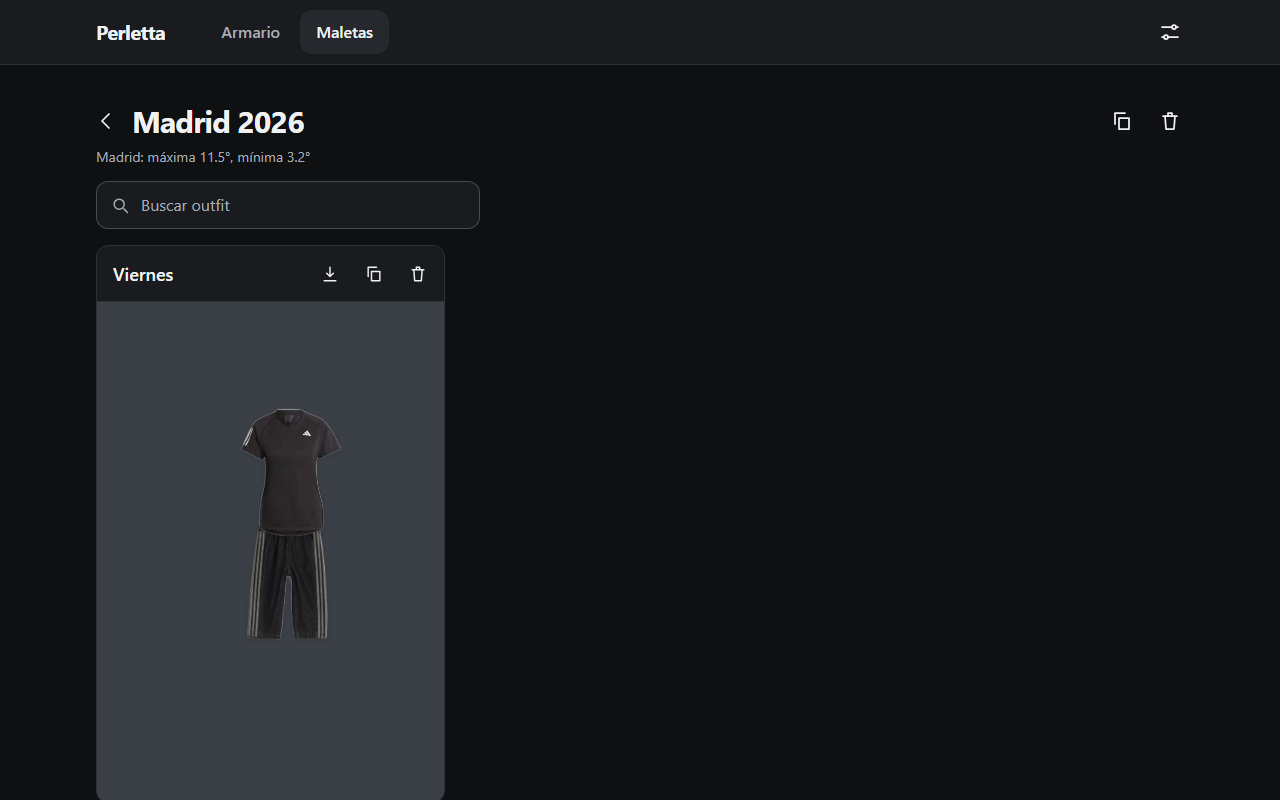 Perletta
Armario
Maletas
Madrid 2026
Madrid: máxima 11.5°, mínima 3.2°
Buscar outfit
Viernes